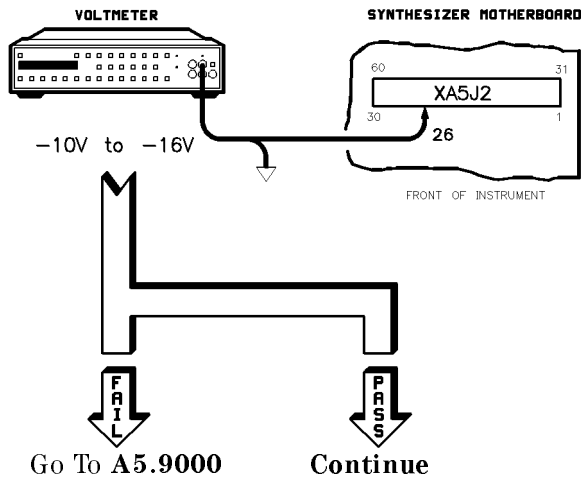 VOLTMETER
SYNTHESIZER MOTHERBOARD
60
31
XA5J2
30
1
26
-10V to -16V
FRONT OF INSTRUMENT
FAIL
PASS
Go To A5.9000
Continue